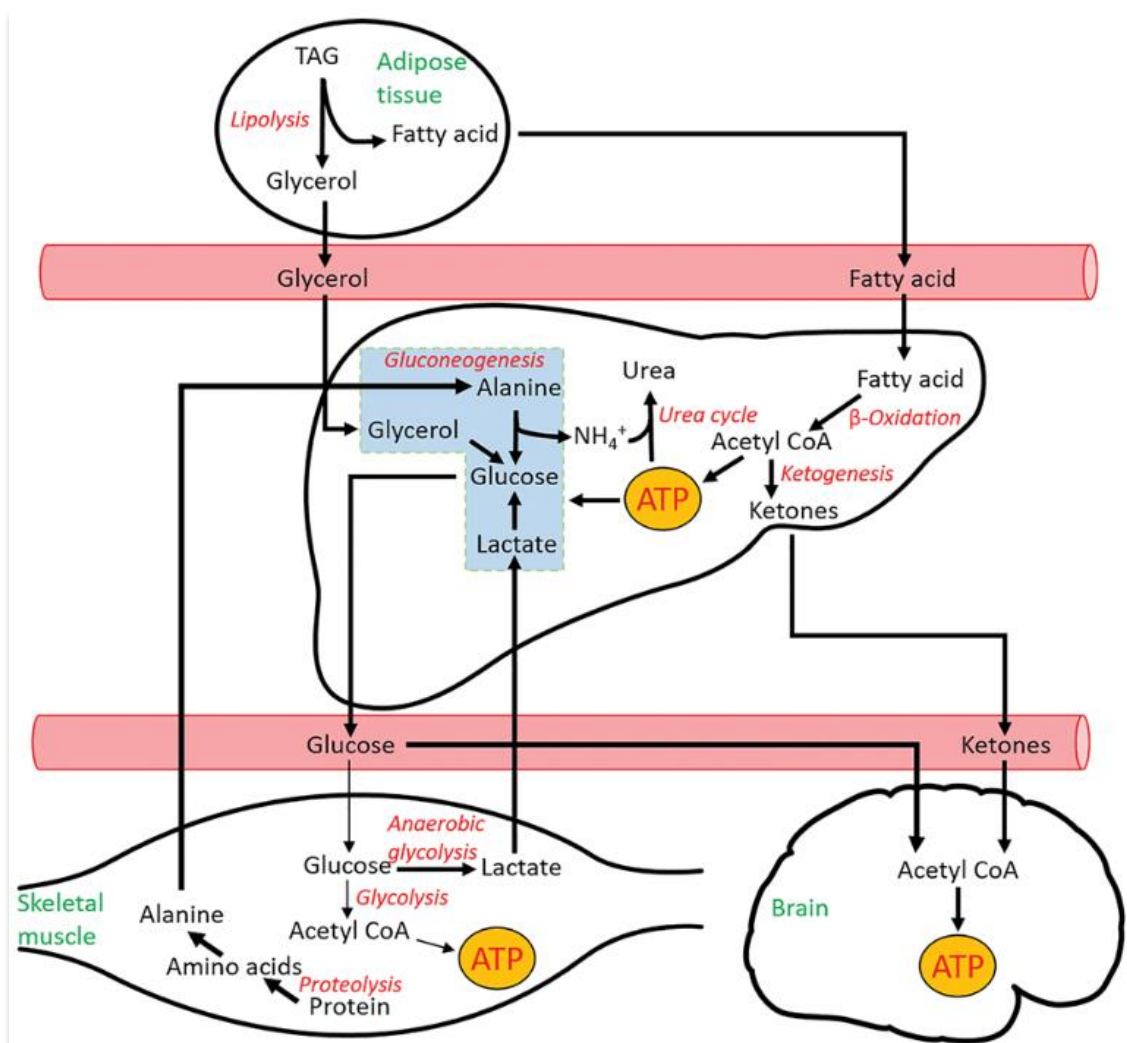 TAG
Adipose
tissue
Lipolysis
Fatty acid
Glycerol
Glycerol
Fatty acid
Gluconeogenesis
Alanine
Urea
Fatty acid
Glycerol
NH₄⁺
Urea cycle
β-Oxidation
Acetyl CoA
Glucose
ATP
Ketogenesis
Ketones
Lactate
Glucose
Ketones
Anaerobic
glycolysis
Glucose
Lactate
Glycolysis
Acetyl CoA
ATP
Skeletal
muscle
Alanine
Amino acids
Proteolysis
Protein
Acetyl CoA
Brain
ATP